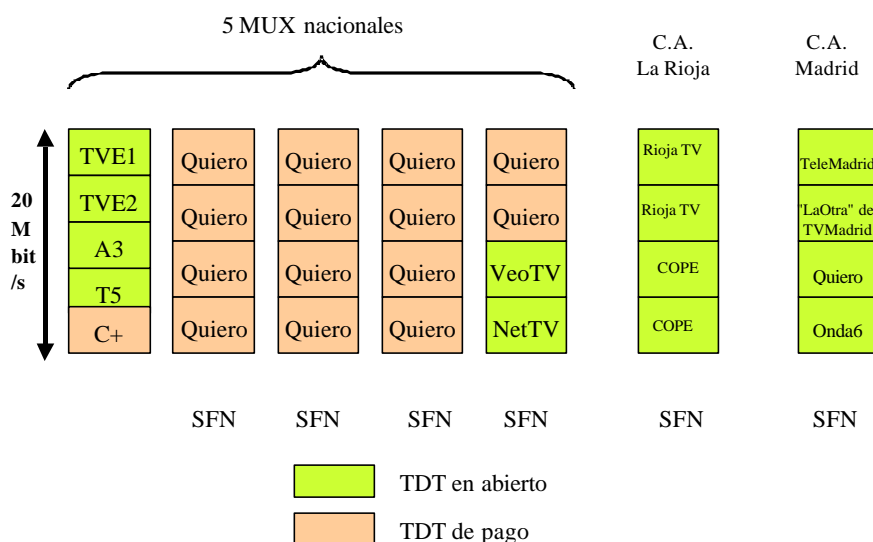 5 MUX nacionales
C.A.
La Rioja
C.A.
Madrid
20
M
bit
/s
TVE1
TVE2
A3
T5
C+
Quiero
Quiero
Quiero
Quiero
Quiero
Quiero
Quiero
Quiero
Quiero
Quiero
Quiero
Quiero
Quiero
Quiero
VeoTV
NetTV
Rioja TV
Rioja TV
COPE
COPE
TeleMadrid
"LaOtra" de
TVMadrid
Quiero
Onda6
SFN
SFN
SFN
SFN
SFN
SFN
TDT en abierto
TDT de pago